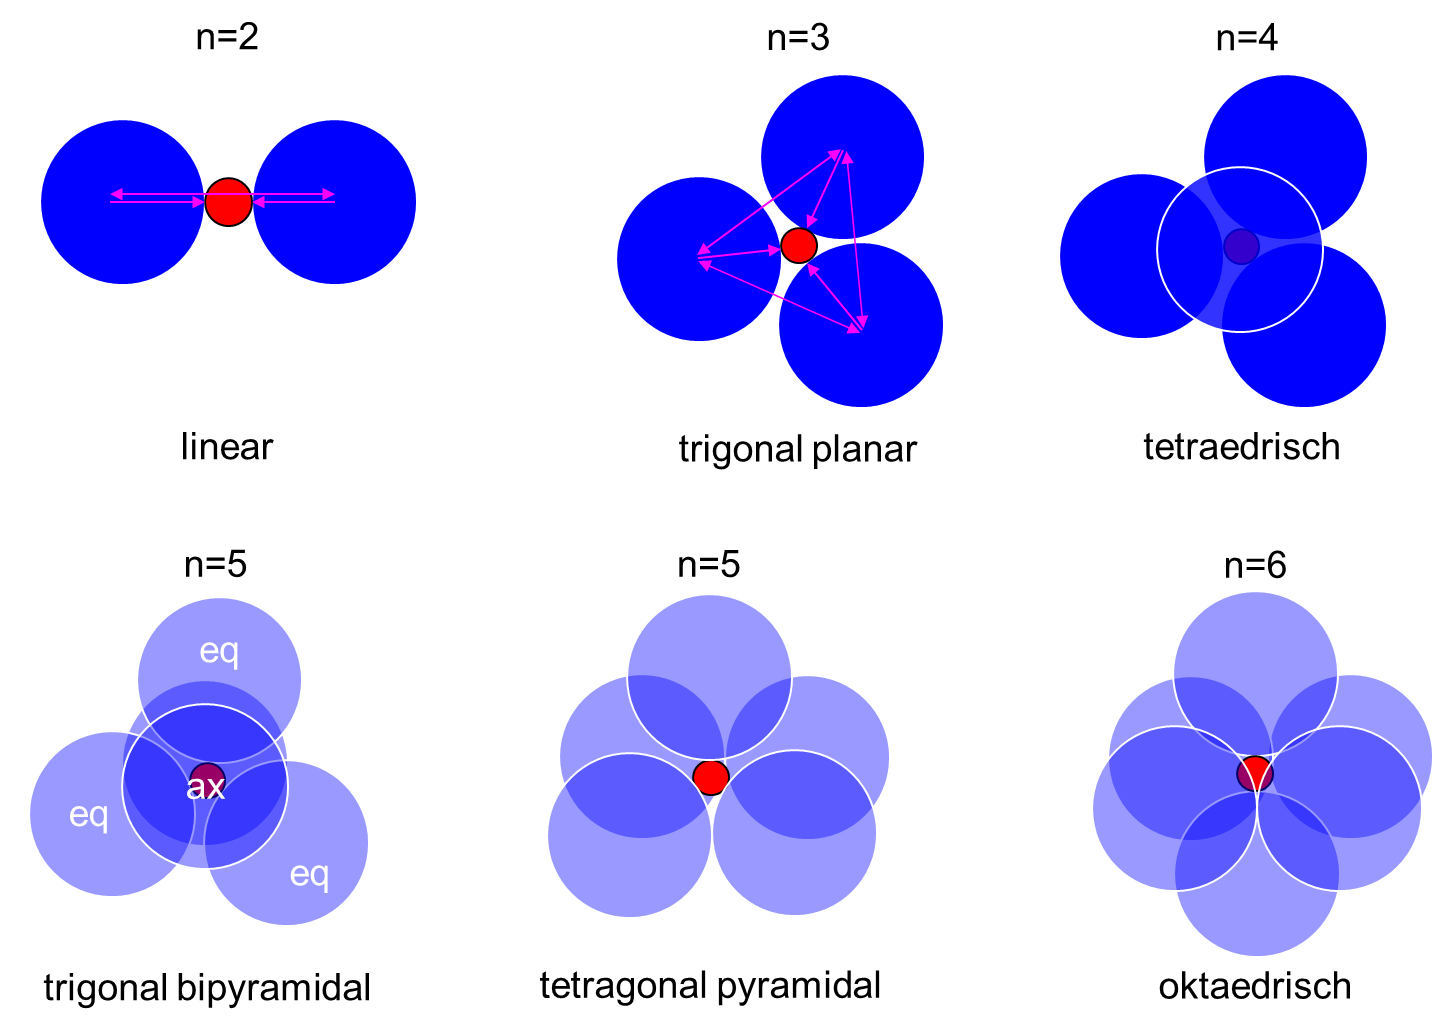 n=2
n=3
n=4
linear
trigonal planar
tetraedrisch
n=5
n=5
n=6
eq
ax
eq
eq
trigonal bipyramidal
tetragonal pyramidal
oktaedrisch